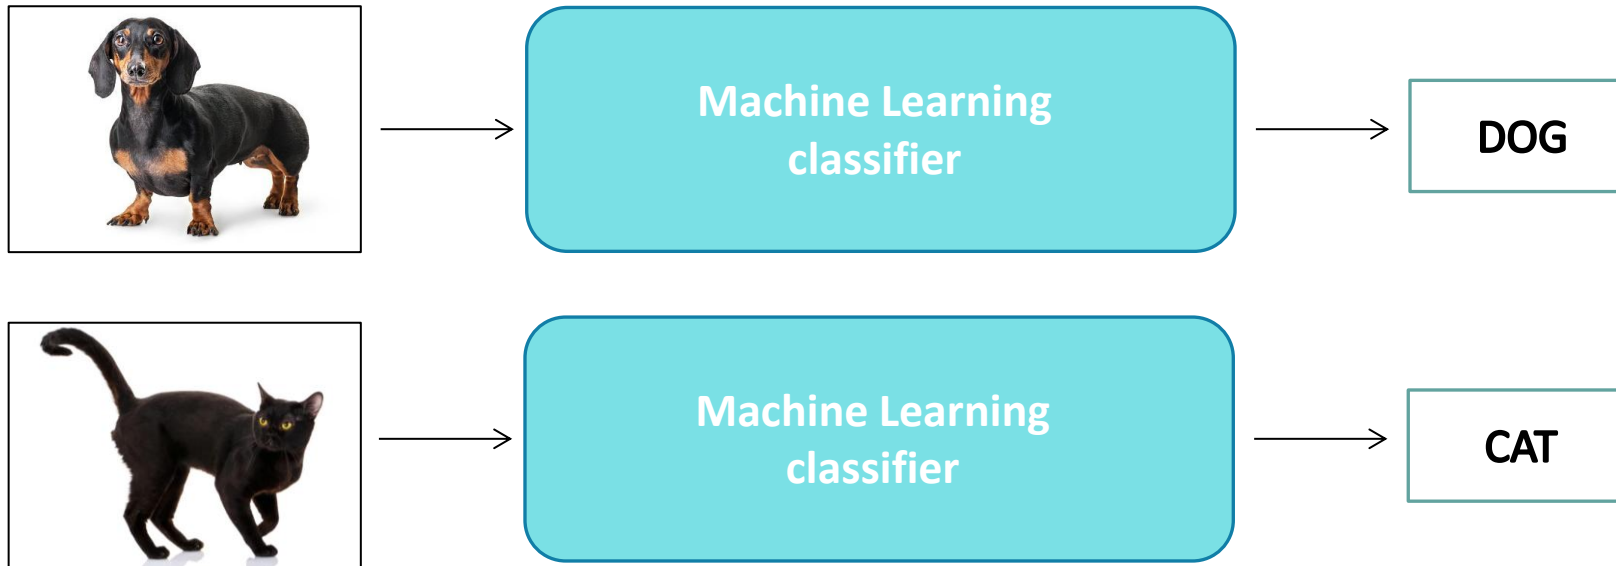 Machine Learning
classifier
DOG
Machine Learning
classifier
CAT